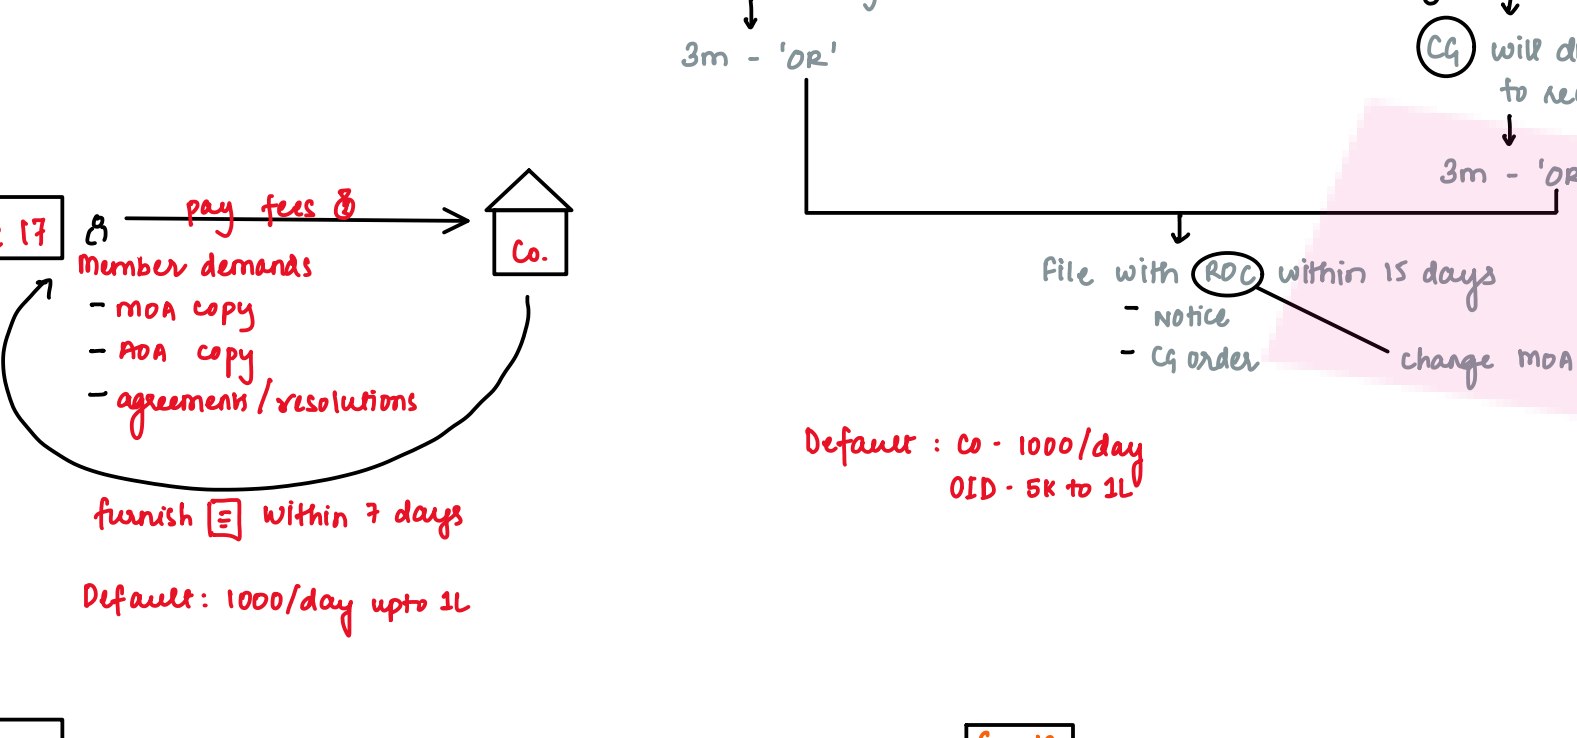 3m - 'OR'
CG will
to
3m - 'OR
17
pay fees
Co.
Member demands
- MOA copy
- AOA copy
- agreements/resolutions
furnish within 7 days
Default: 1000/day upto 1L
File with ROC within 15 days
- Notice
- CG order
change MOA
Default : Co - 1000/day
OID - 5K to 1L